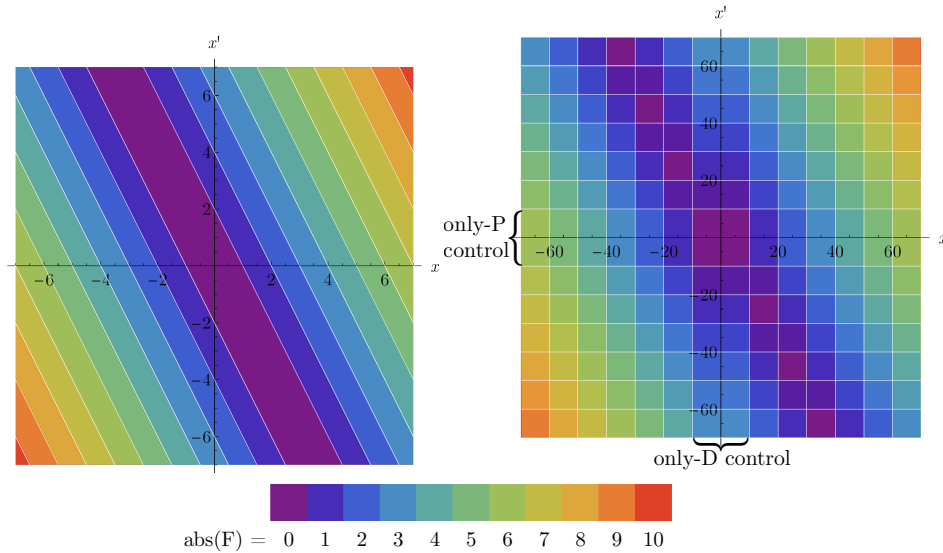 x'
x'
6
4
2
−6 −4 −2 2 4 6 x
−2
−4
−6
60
40
20
only-P
control
−60 −40 −20 20 40 60 x
−20
−40
−60
only-D control
abs(F) = 0 1 2 3 4 5 6 7 8 9 10